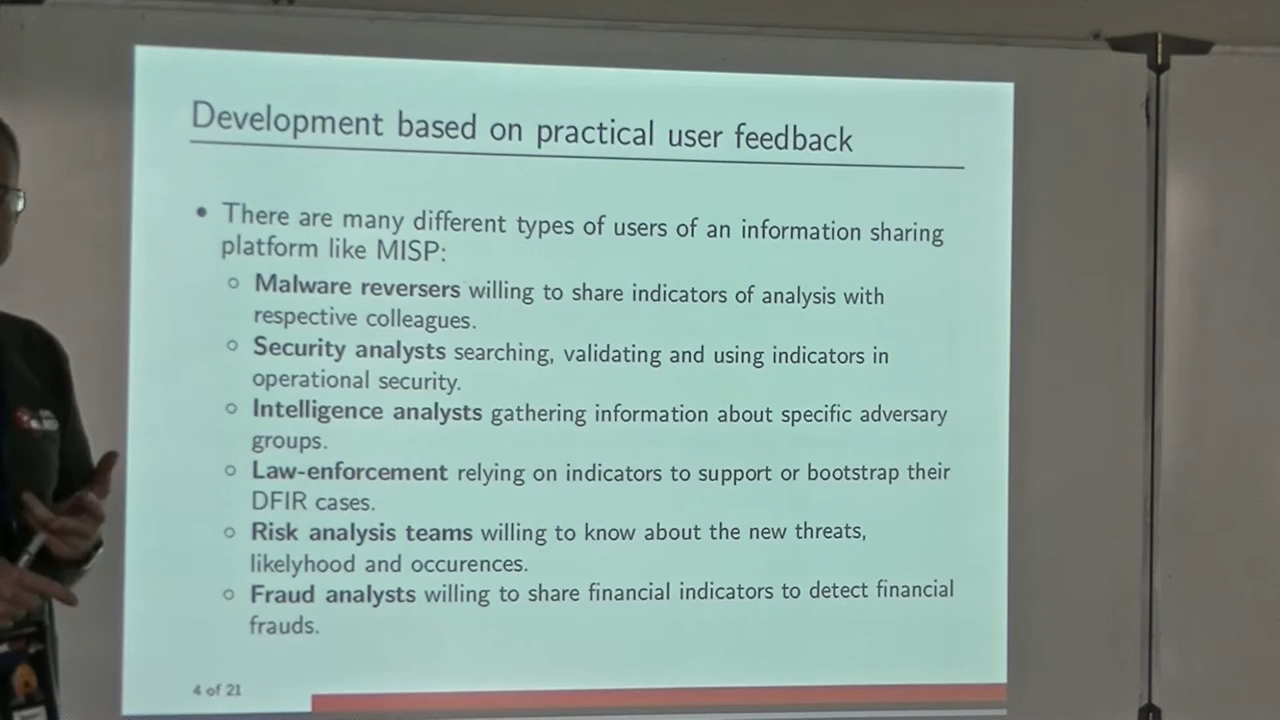 Development based on practical user feedback
• There are many different types of users of an information sharing
platform like MISP:
○ Malware reversers willing to share indicators of analysis with
respective colleagues.
○ Security analysts searching, validating and using indicators in
operational security.
○ Intelligence analysts gathering information about specific adversary
groups.
○ Law-enforcement relying on indicators to support or bootstrap their
DFIR cases.
○ Risk analysis teams willing to know about the new threats,
likelyhood and occurences.
○ Fraud analysts willing to share financial indicators to detect financial
frauds.
4 of 21